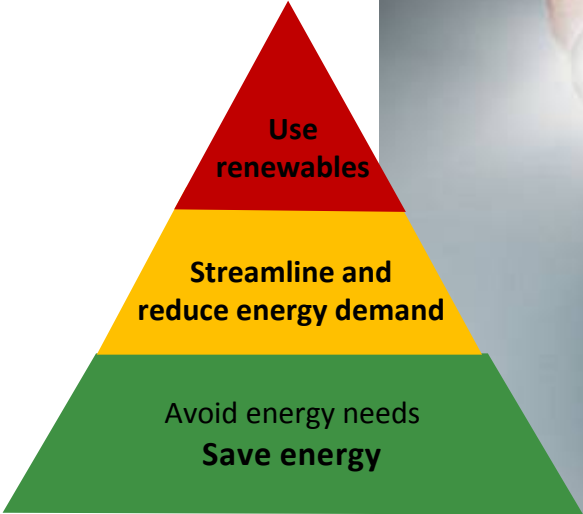 Use
renewables
Streamline and
reduce energy demand
Avoid energy needs
Save energy